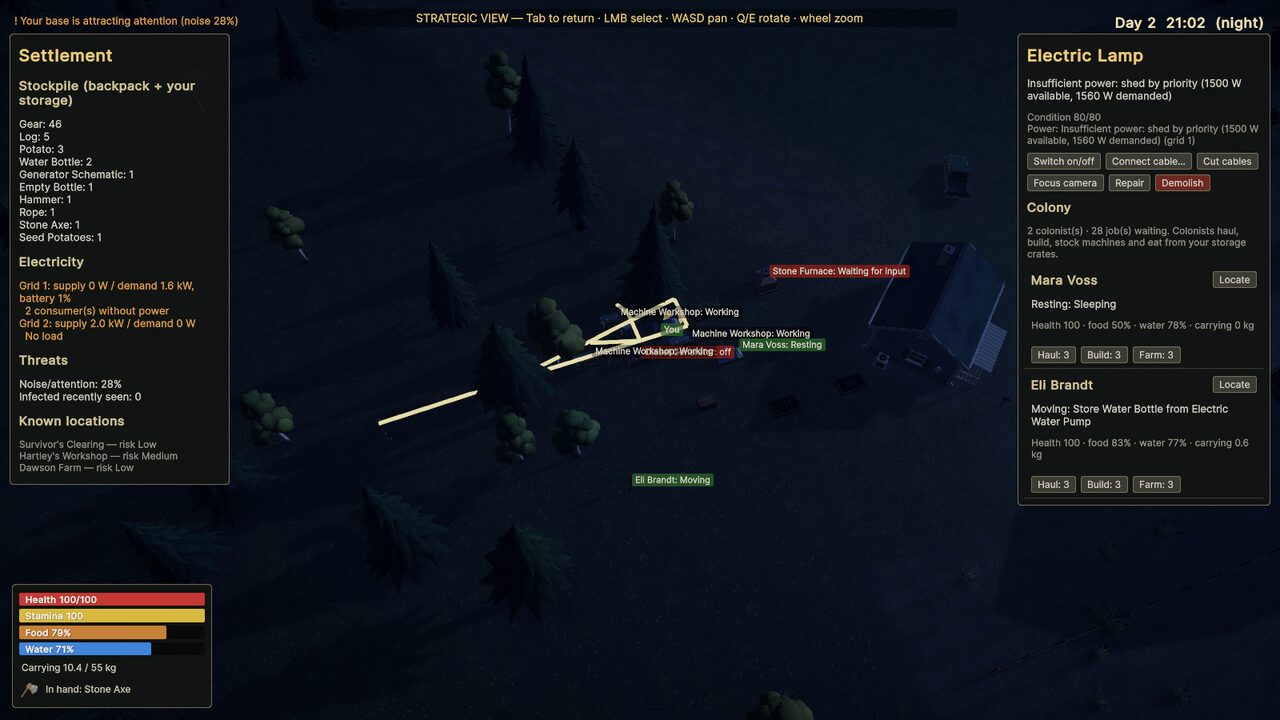 ! Your base is attracting attention (noise 28%)
STRATEGIC VIEW — Tab to return · LMB select · WASD pan · Q/E rotate · wheel zoom
Day 2 21:02 (night)
Settlement
Stockpile (backpack + your
storage)
Gear: 46
Log: 5
Potato: 3
Water Bottle: 2
Generator Schematic: 1
Empty Bottle: 1
Hammer: 1
Rope: 1
Stone Axe: 1
Seed Potatoes: 1
Electricity
Grid 1: supply 0 W / demand 1.6 kW,
battery 1%
2 consumer(s) without power
Grid 2: supply 2.0 kW / demand 0 W
No load
Threats
Noise/attention: 28%
Infected recently seen: 0
Known locations
Survivor's Clearing — risk Low
Hartley's Workshop — risk Medium
Dawson Farm — risk Low
Stone Furnace: Waiting for input
Machine Workshop: Working
You
Machine Workshop: Working
Mara Voss: Resting
Machine Workshop: Working
off
Eli Brandt: Moving
Electric Lamp
Insufficient power: shed by priority (1500 W
available, 1560 W demanded)
Condition 80/80
Power: Insufficient power: shed by priority (1500 W
available, 1560 W demanded) (grid 1)
Switch on/off
Connect cable...
Cut cables
Focus camera
Repair
Demolish
Colony
2 colonist(s) · 28 job(s) waiting. Colonists haul,
build, stock machines and eat from your storage
crates.
Mara Voss
Locate
Resting: Sleeping
Health 100 · food 50% · water 78% · carrying 0 kg
Haul: 3
Build: 3
Farm: 3
Eli Brandt
Locate
Moving: Store Water Bottle from Electric
Water Pump
Health 100 · food 83% · water 77% · carrying 0.6
kg
Haul: 3
Build: 3
Farm: 3
Health 100/100
Stamina 100
Food 79%
Water 71%
Carrying 10.4 / 55 kg
In hand: Stone Axe